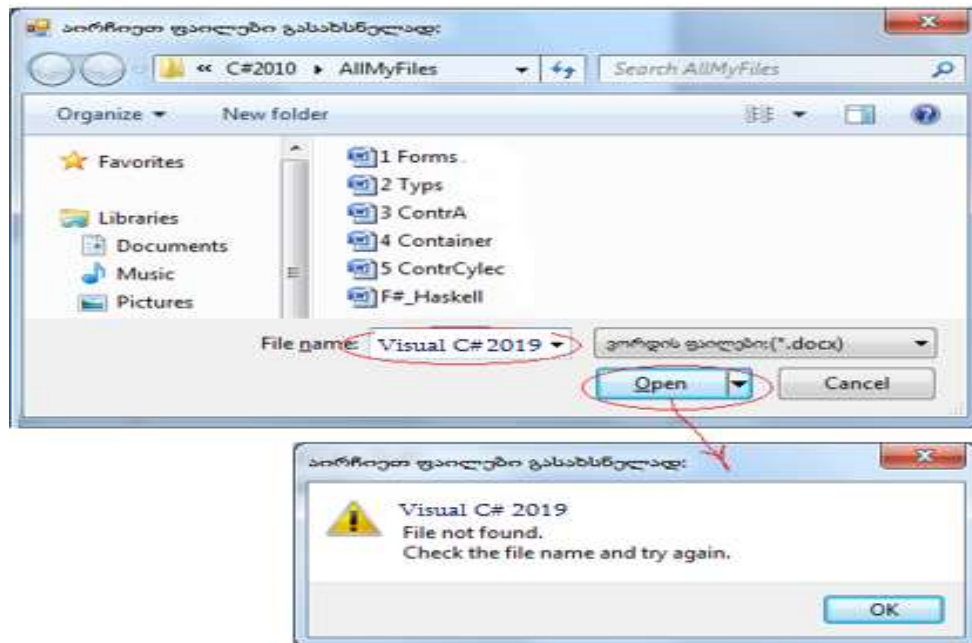 აირჩიეთ ფაილები გასახსნელად:
« C#2010 ▸ AllMyFiles
Search AllMyFiles
Organize
New folder
Favorites
Libraries
Documents
Music
Pictures
1 Forms
2 Typs
3 ContrA
4 Container
5 ContrCylec
F#_Haskell
File name: Visual C# 2019
ვორდის ფაილები:(*.docx)
Open
Cancel
აირჩიეთ ფაილები გასახსნელად:
Visual C# 2019
File not found.
Check the file name and try again.
OK